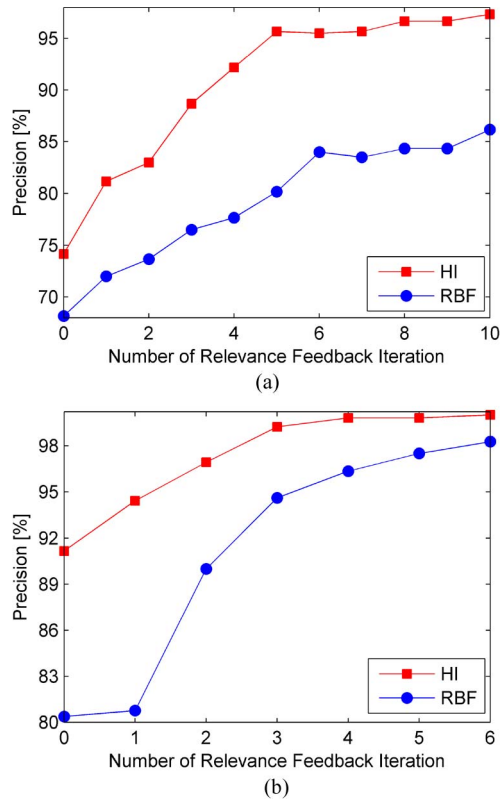 95
90
85
80
75
70
Precision [%]
HI
RBF
0 2 4 6 8 10
Number of Relevance Feedback Iteration
(a)
98
95
92
89
86
83
80
Precision [%]
HI
RBF
0 1 2 3 4 5 6
Number of Relevance Feedback Iteration
(b)